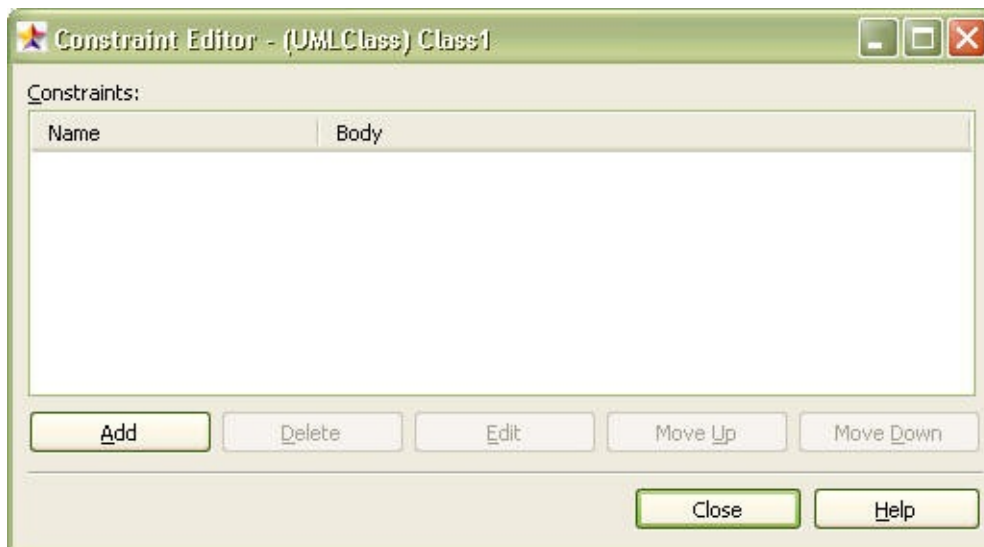 Constraint Editor - (UMLClass) Class1
Constraints:
Name Body
Add Delete Edit Move Up Move Down
Close Help